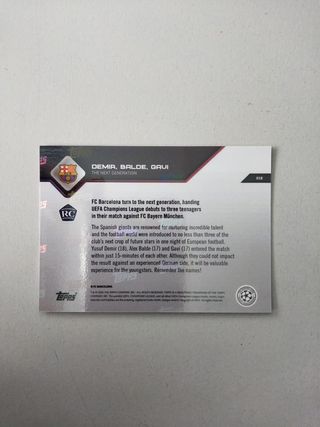 DEMIR, BALDE, GAVI
THE NEXT GENERATION
018
RC
FC Barcelona turn to the next generation, handing
UEFA Champions League debuts to three teenagers
in their match against FC Bayern München.
The Spanish giants are renowned for nurturing incredible talent
and the football world were introduced to no less than three of the
club's next crop of future stars in one night of European football.
Yusuf Demir (18), Alex Balde (17) and Gavi (17) entered the match
within just 15-minutes of each other. Although they could not impact
the result against an experienced German side, it will be valuable
experience for the youngsters. Remember the names!
FC BARCELONA
Topps